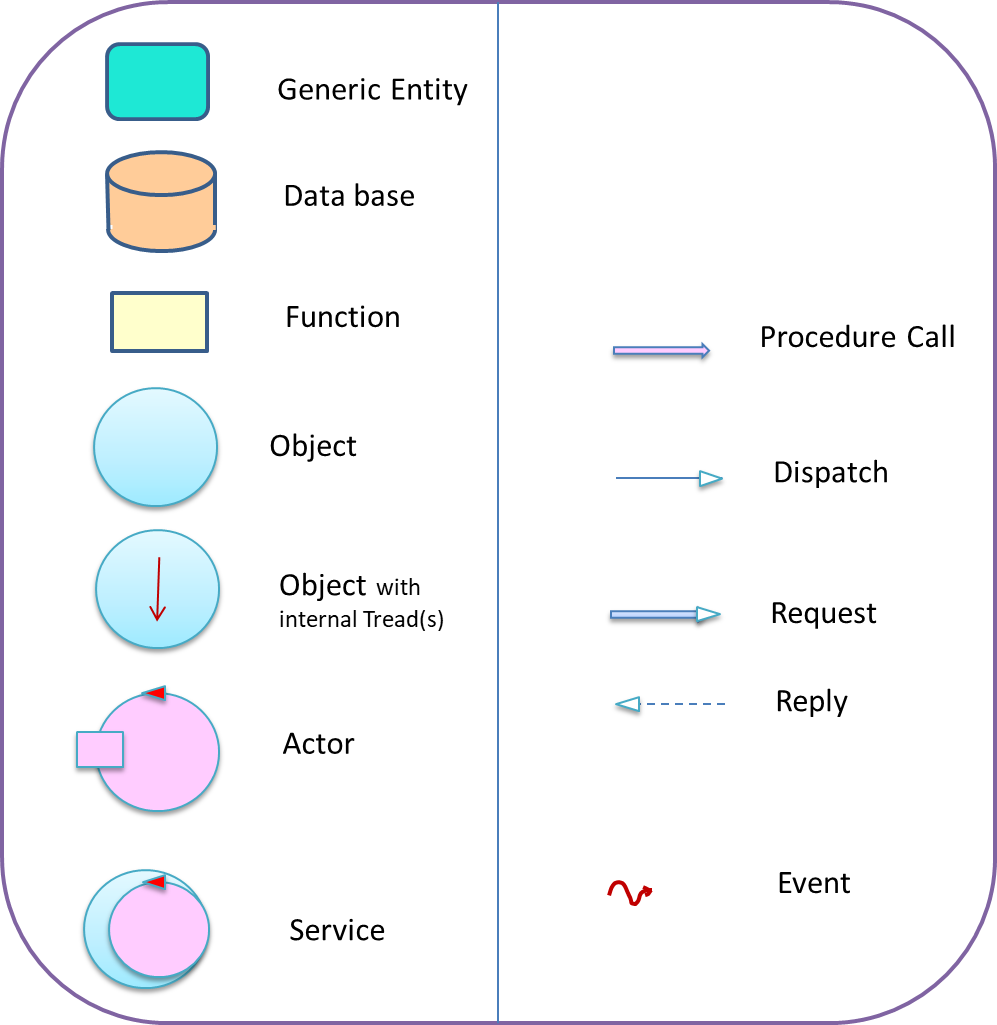 Generic Entity
Data base
Function
Object
Object with
internal Tread(s)
Actor
Service
Procedure Call
Dispatch
Request
Reply
Event